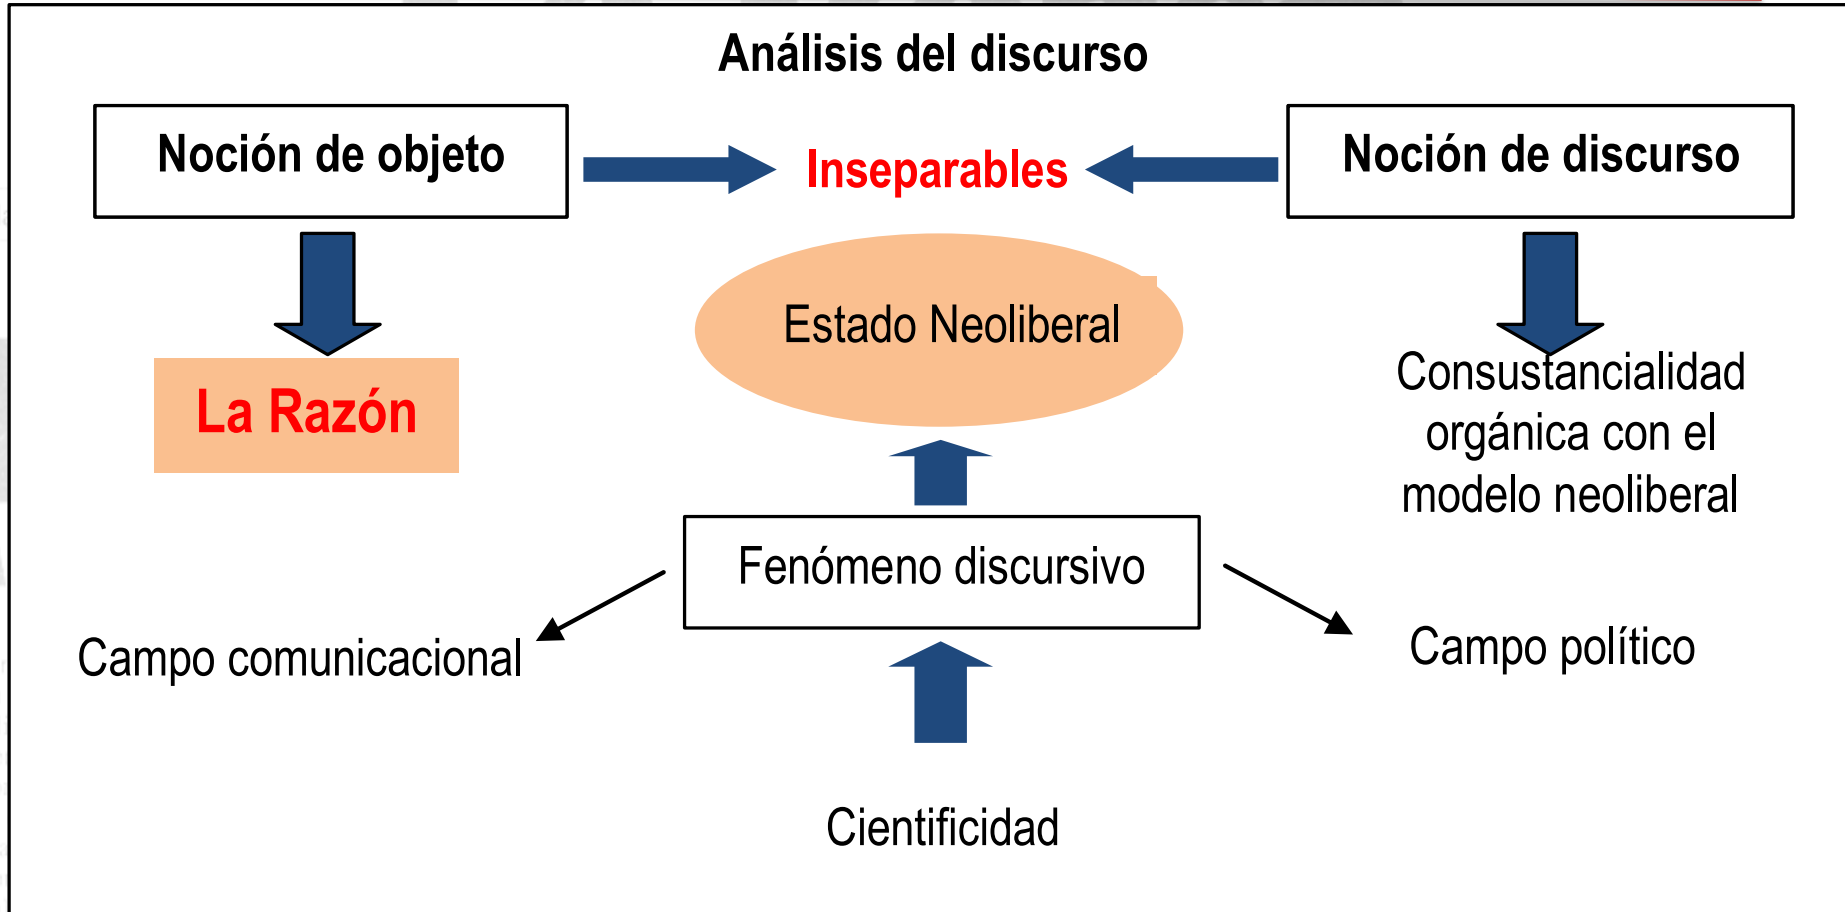 Análisis del discurso
Noción de objeto
Inseparables
Noción de discurso
Estado Neoliberal
La Razón
Consustancialidad
orgánica con el
modelo neoliberal
Fenómeno discursivo
Campo comunicacional
Campo político
Cientificidad